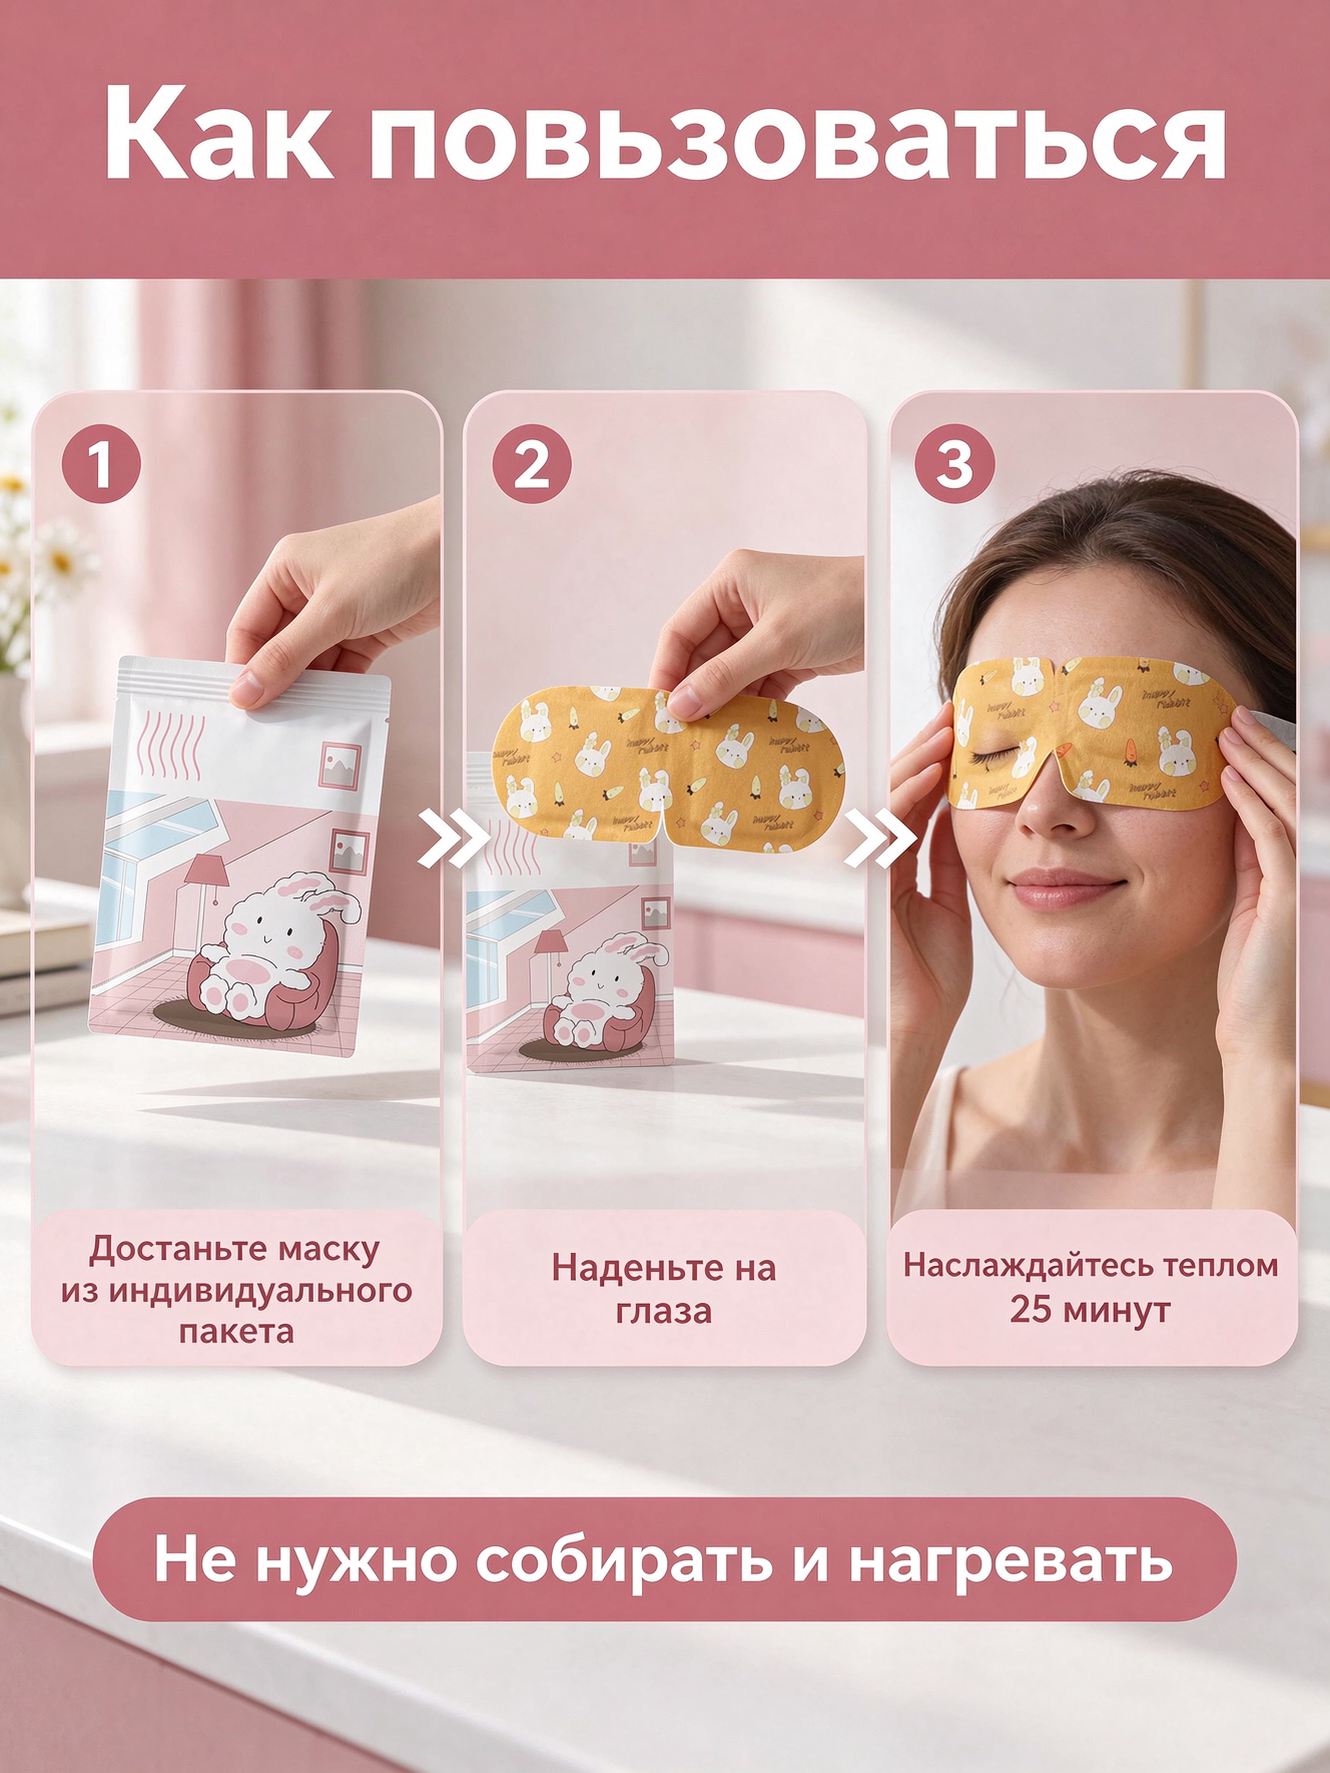 Как повьзоваться
1
2
3
Достаньте маску
из индивидуального
пакета
Наденьте на
глаза
Наслаждайтесь теплом
25 минут
Не нужно собирать и нагревать